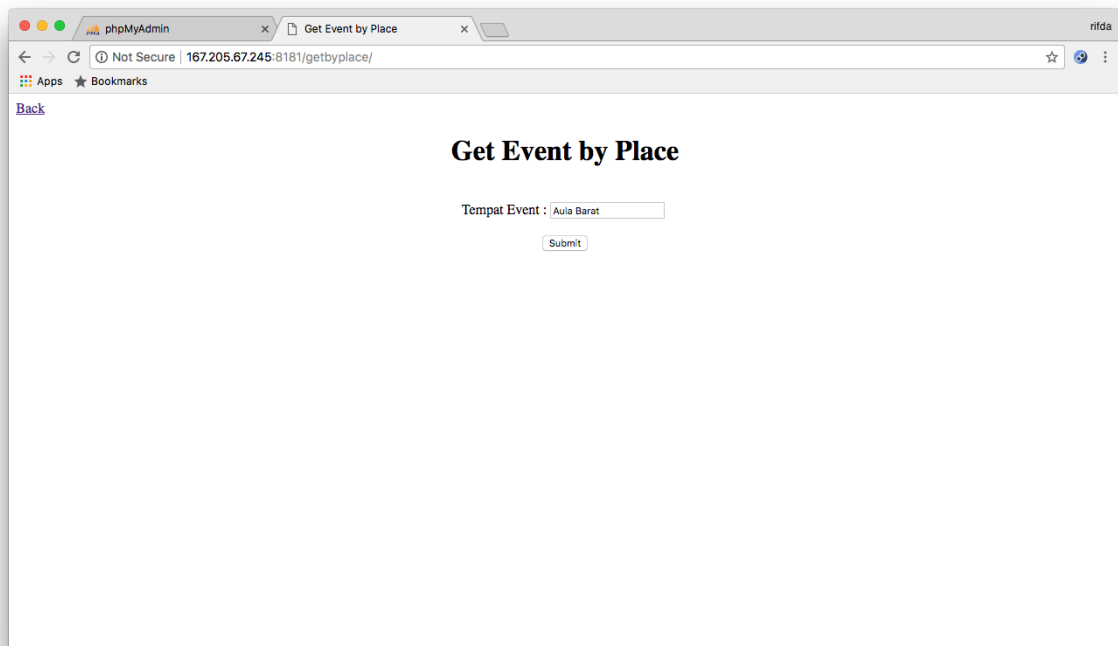 phpMyAdmin
Get Event by Place
rifda
Not Secure | 167.205.67.245:8181/getbyplace/
Apps
Bookmarks
Back
Get Event by Place
Tempat Event : Aula Barat
Submit